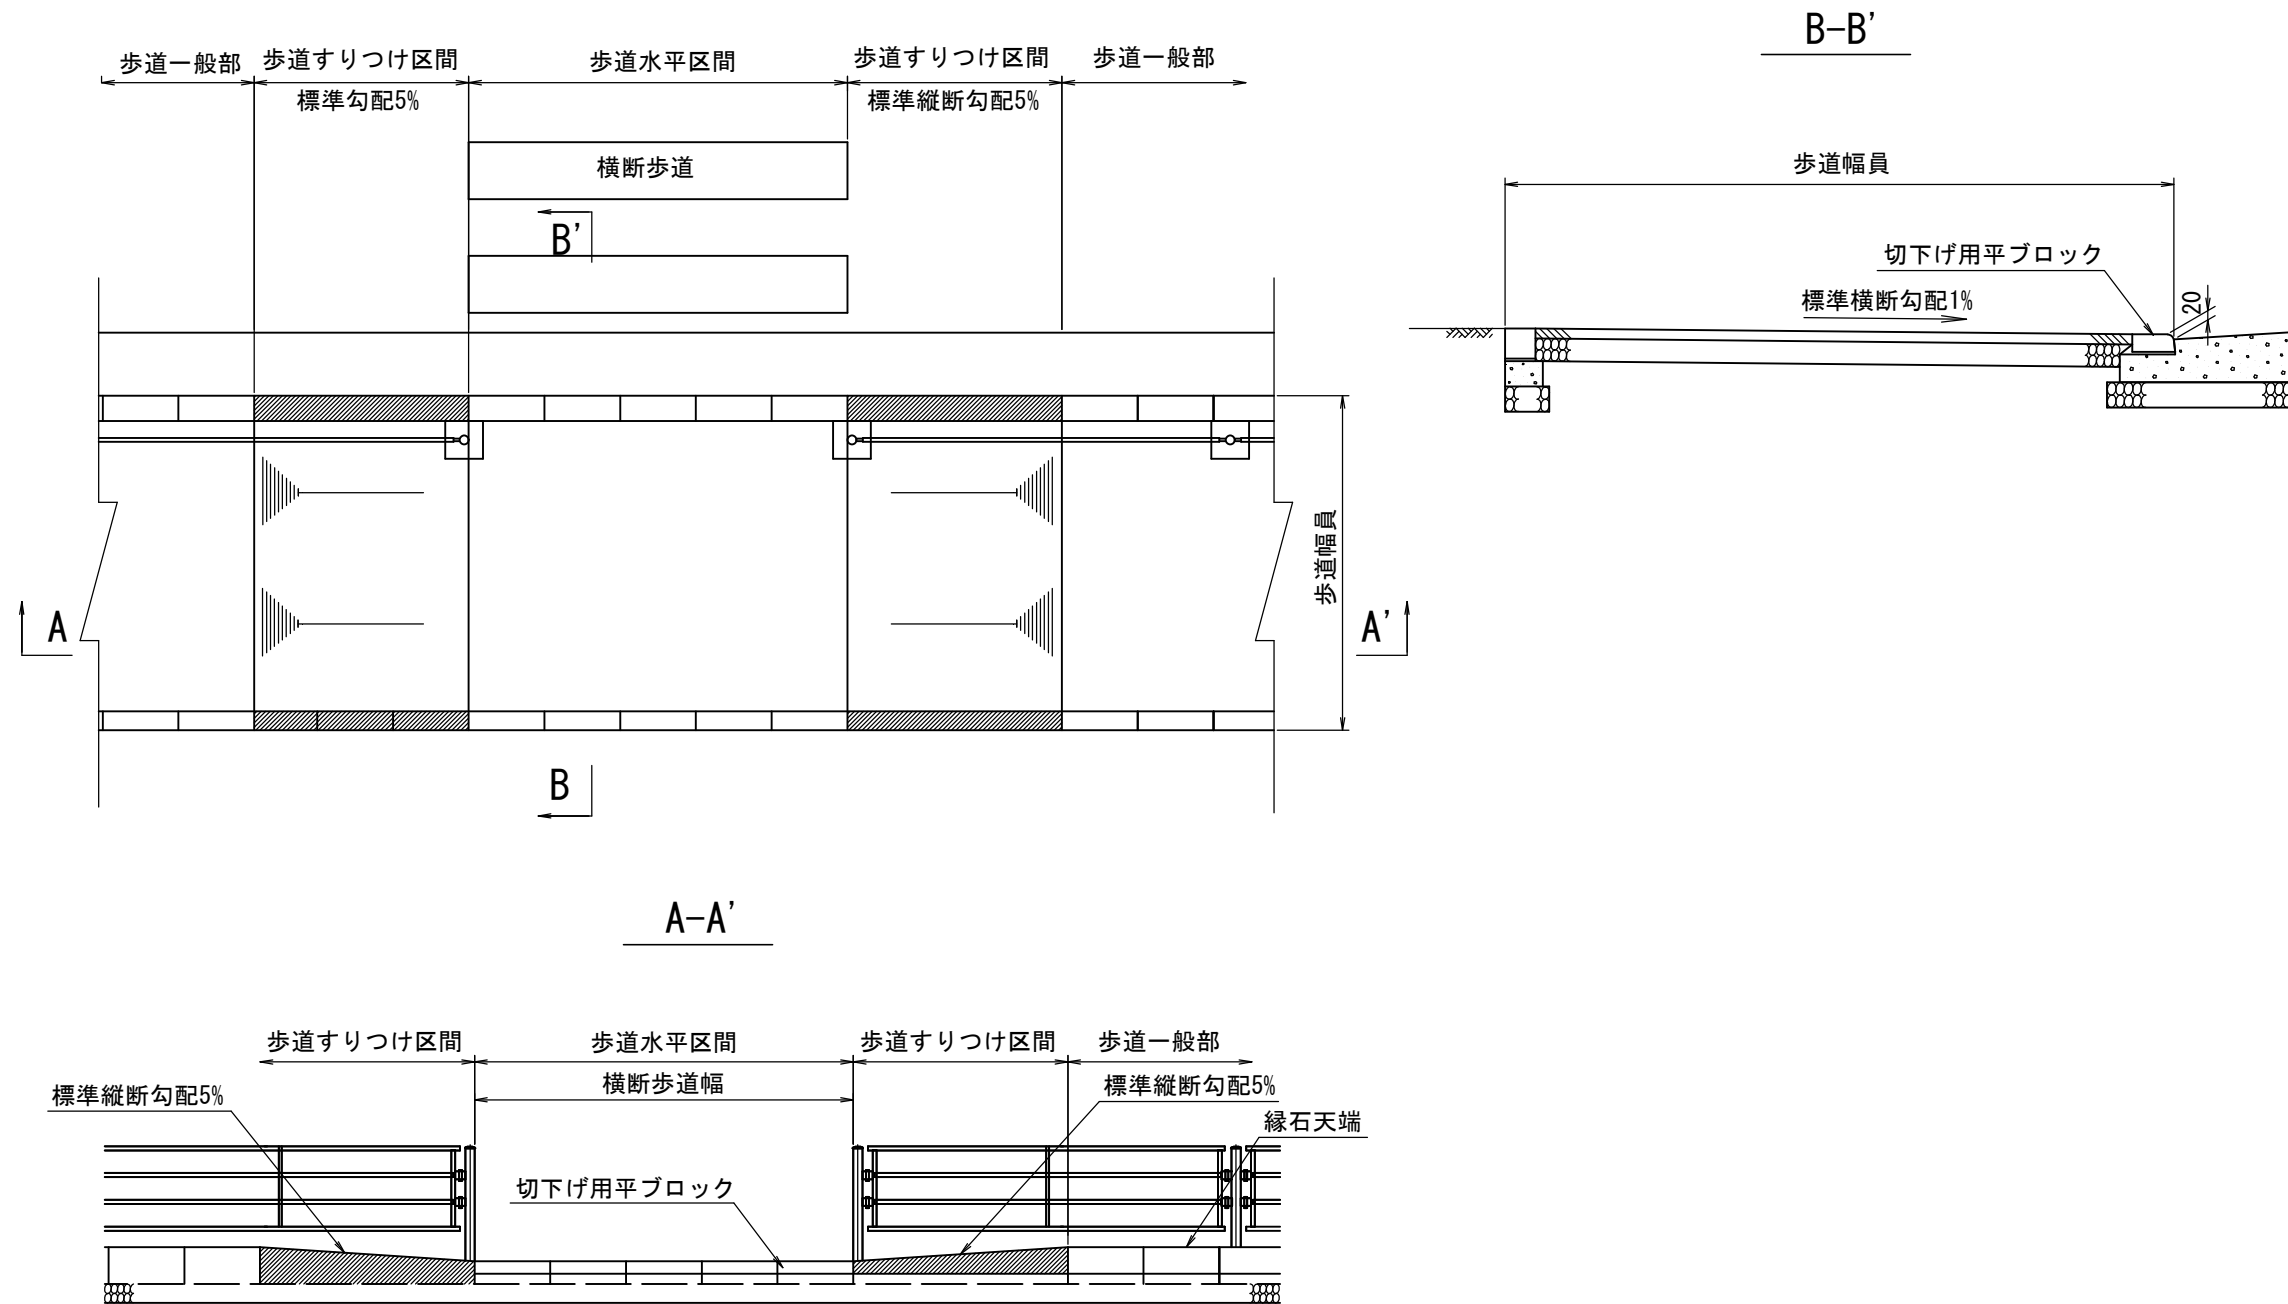 B-B'
歩道一般部
歩道すりつけ区間
歩道水平区間
歩道すりつけ区間
歩道一般部
標準勾配5%
標準縦断勾配5%
横断歩道
B'
歩道幅員
切下げ用平ブロック
標準横断勾配1%
20
歩道幅員
A
A'
B
A-A'
歩道すりつけ区間
歩道水平区間
歩道すりつけ区間
歩道一般部
横断歩道幅
標準縦断勾配5%
標準縦断勾配5%
縁石天端
切下げ用平ブロック